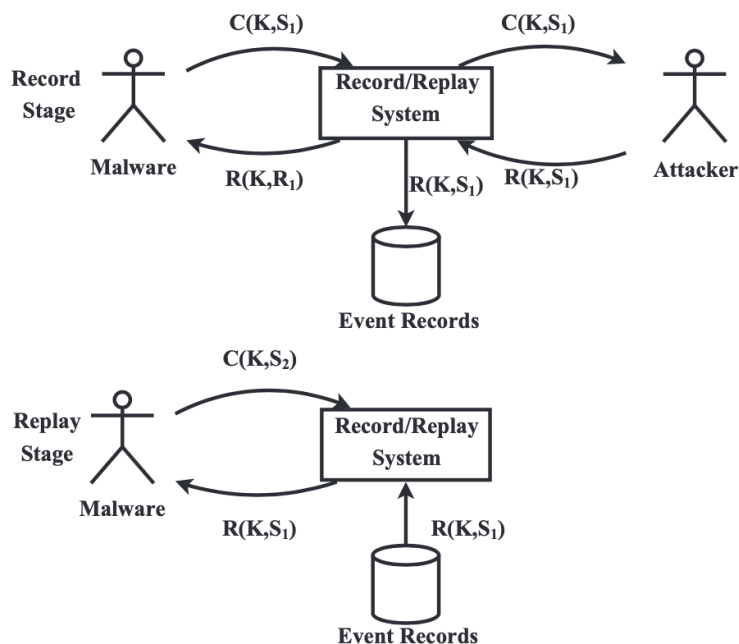 C(K,S₁)
C(K,S₁)
Record
Stage
Record/Replay
System
Malware
Attacker
R(K,R₁)
R(K,S₁)
R(K,S₁)
Event Records
C(K,S₂)
Replay
Stage
Record/Replay
System
Malware
R(K,S₁)
R(K,S₁)
Event Records